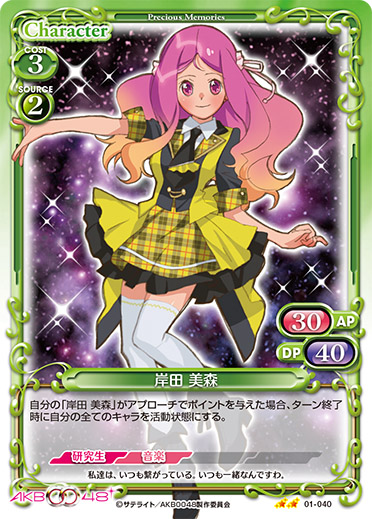 Precious Memories
Character
COST
3
SOURCE
2
30 AP
DP 40
岸田 美森
自分の「岸田 美森」がアプローチでポイントを与えた場合、ターン終了
時に自分の全てのキャラを活動状態にする。
研究生 音楽
私達は、いつも繋がっている。いつも一緒なんですわ。
AKB0048
©サテライト／AKB0048製作委員会
01-040